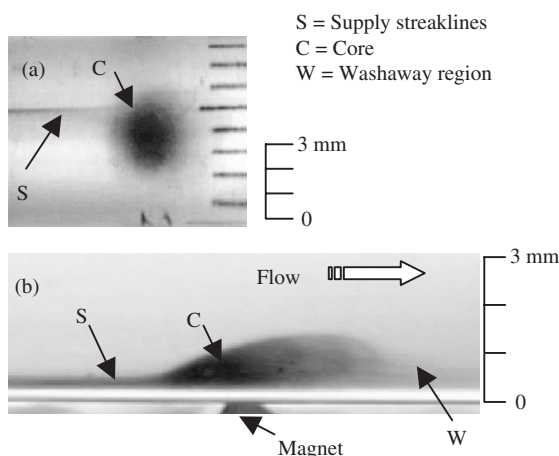 S = Supply streaklines
C = Core
W = Washaway region
(a)
C
S
3 mm
0
(b)
Flow
3 mm
S
C
0
W
Magnet